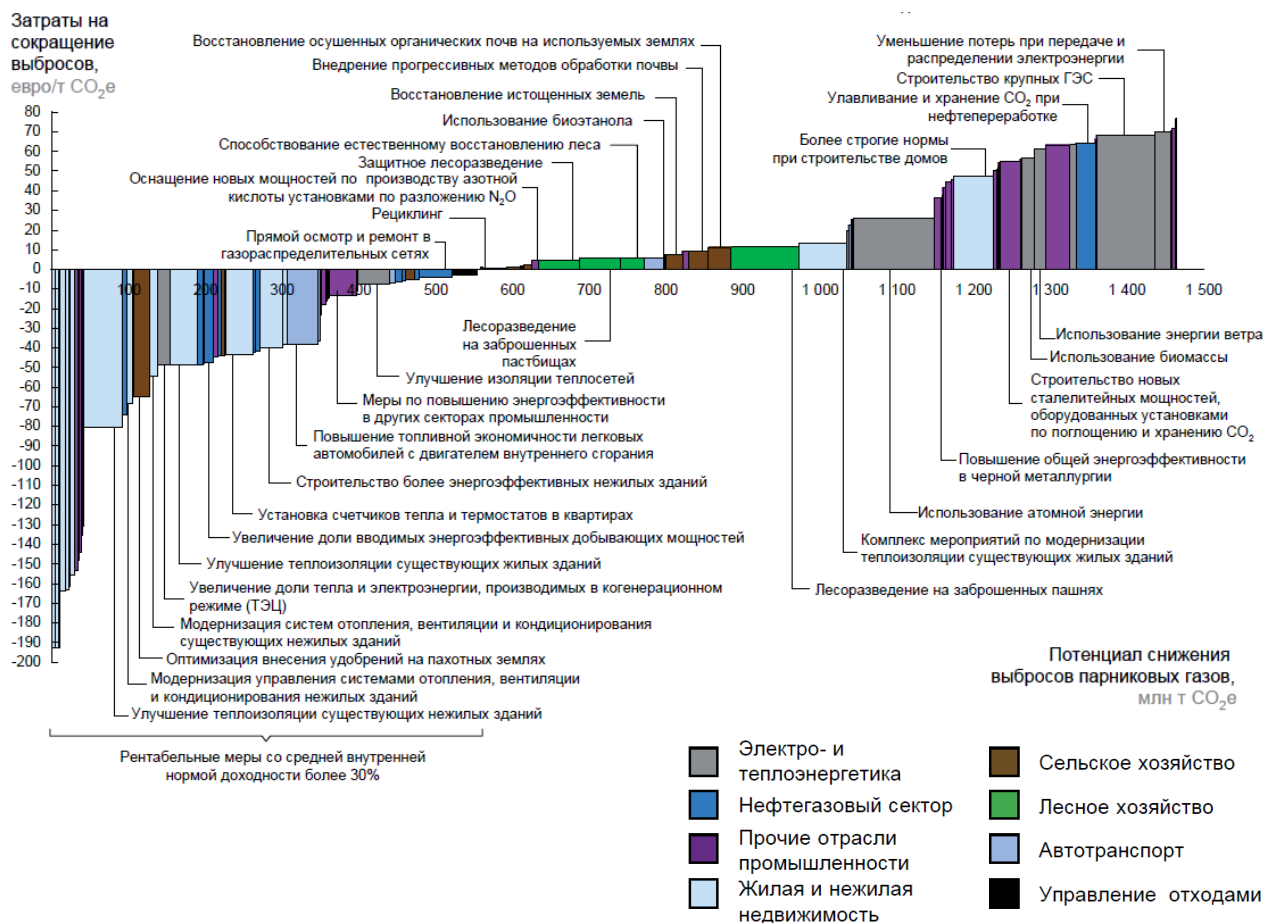 Затраты на
сокращение
выбросов,
евро/т CO₂e
80
70
60
50
40
30
20
10
0
-10
-20
-30
-40
-50
-60
-70
-80
-90
-100
-110
-120
-130
-140
-150
-160
-170
-180
-190
-200
100
200
300
400
500
600
700
800
900
1 000
1 100
1 200
1 300
1 400
1 500
Восстановление осушенных органических почв на используемых землях
Внедрение прогрессивных методов обработки почвы
Восстановление истощенных земель
Использование биоэтанола
Способствование естественному восстановлению леса
Защитное лесоразведение
Оснащение новых мощностей по производству азотной
кислоты установками по разложению N₂O
Рециклинг
Прямой осмотр и ремонт в
газораспределительных сетях
Уменьшение потерь при передаче и
распределении электроэнергии
Строительство крупных ГЭС
Улавливание и хранение CO₂ при
нефтепереработке
Более строгие нормы
при строительстве домов
Лесоразведение
на заброшенных
пастбищах
Улучшение изоляции теплосетей
Меры по повышению энергоэффективности
в других секторах промышленности
Повышение топливной экономичности легковых
автомобилей с двигателем внутреннего сгорания
Строительство более энергоэффективных нежилых зданий
Установка счетчиков тепла и термостатов в квартирах
Увеличение доли вводимых энергоэффективных добывающих мощностей
Улучшение теплоизоляции существующих жилых зданий
Увеличение доли тепла и электроэнергии, производимых в когенерационном
режиме (ТЭЦ)
Модернизация систем отопления, вентиляции и кондиционирования
существующих нежилых зданий
Оптимизация внесения удобрений на пахотных землях
Модернизация управления системами отопления, вентиляции
и кондиционирования нежилых зданий
Улучшение теплоизоляции существующих нежилых зданий
Рентабельные меры со средней внутренней
нормой доходности более 30%
Использование энергии ветра
Использование биомассы
Строительство новых
сталелитейных мощностей,
оборудованных установками
по поглощению и хранению CO₂
Повышение общей энергоэффективности
в черной металлургии
Использование атомной энергии
Комплекс мероприятий по модернизации
теплоизоляции существующих жилых зданий
Лесоразведение на заброшенных пашнях
Потенциал снижения
выбросов парниковых газов,
млн т CO₂e
Электро- и
теплоэнергетика
Нефтегазовый сектор
Прочие отрасли
промышленности
Жилая и нежилая
недвижимость
Сельское хозяйство
Лесное хозяйство
Автотранспорт
Управление отходами